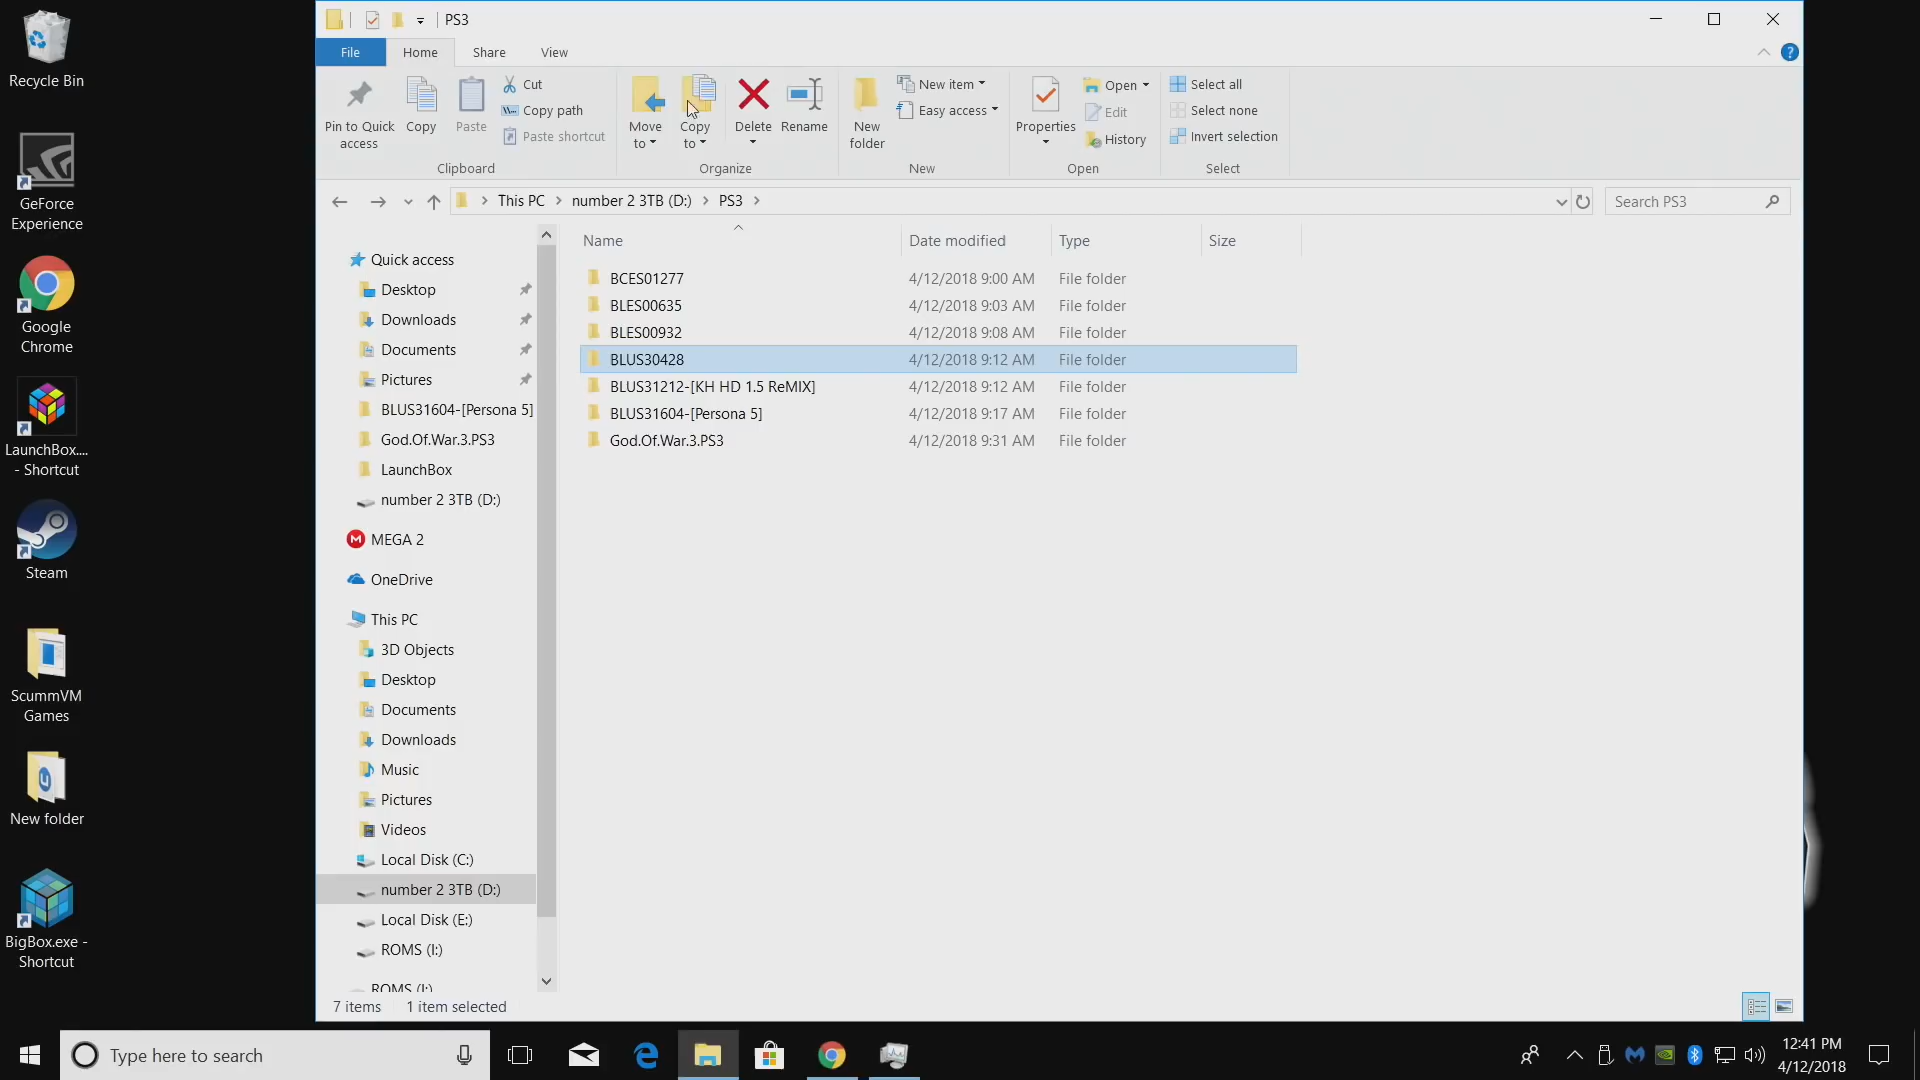 Recycle Bin
GeForce
Experience
Google
Chrome
LaunchBox....
- Shortcut
Steam
ScummVM
Games
New folder
BigBox.exe -
Shortcut
PS3
File
Home
Share
View
Pin to Quick
access
Copy
Paste
Cut
Copy path
Paste shortcut
Clipboard
Move
to
Copy
to
Delete
Rename
Organize
New
folder
New item
Easy access
New
Properties
Open
Edit
History
Open
Select all
Select none
Invert selection
Select
This PC
number 2 3TB (D:)
PS3
Search PS3
Quick access
Desktop
Downloads
Documents
Pictures
BLUS31604-[Persona 5]
God.Of.War.3.PS3
LaunchBox
number 2 3TB (D:)
MEGA 2
OneDrive
This PC
3D Objects
Desktop
Documents
Downloads
Music
Pictures
Videos
Local Disk (C:)
number 2 3TB (D:)
Local Disk (E:)
ROMS (I:)
ROMS (I:)
Name Date modified Type Size
BCES01277 4/12/2018 9:00 AM File folder
BLES00635 4/12/2018 9:03 AM File folder
BLES00932 4/12/2018 9:08 AM File folder
BLUS30428 4/12/2018 9:12 AM File folder
BLUS31212-[KH HD 1.5 ReMIX] 4/12/2018 9:12 AM File folder
BLUS31604-[Persona 5] 4/12/2018 9:17 AM File folder
God.Of.War.3.PS3 4/12/2018 9:31 AM File folder
7 items 1 item selected
Type here to search
12:41 PM
4/12/2018